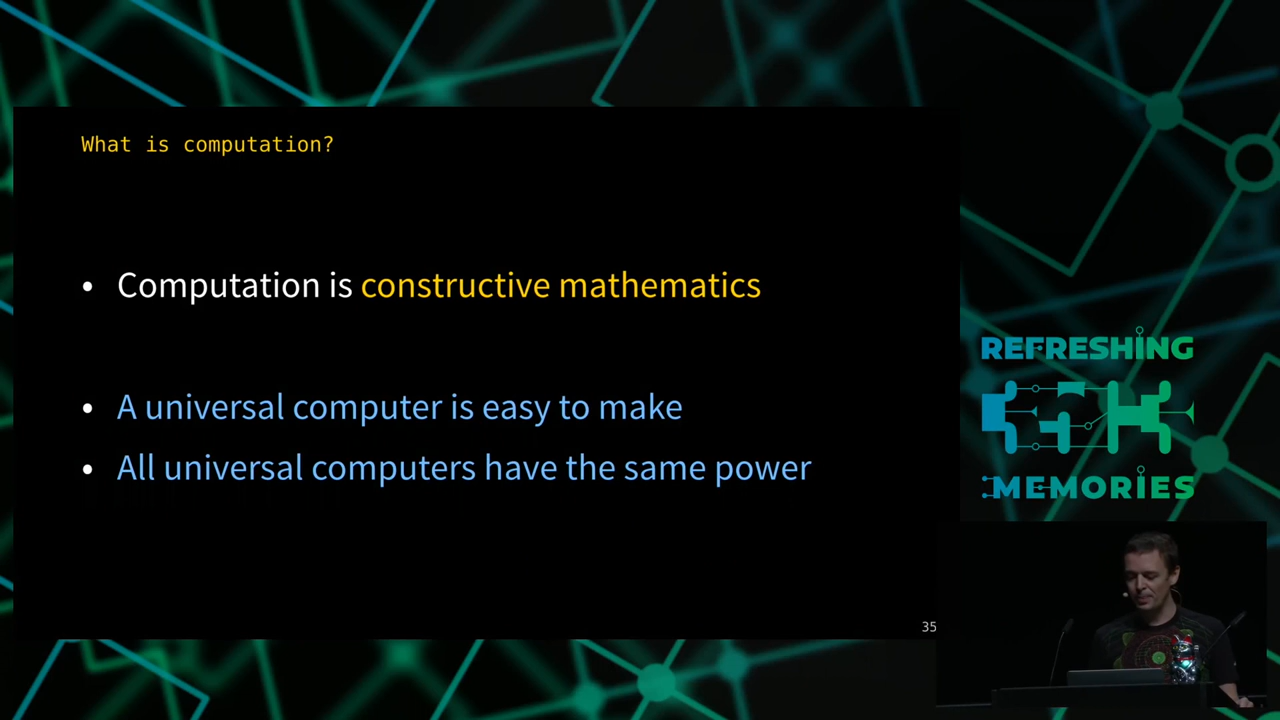 What is computation?
• Computation is constructive mathematics
• A universal computer is easy to make
• All universal computers have the same power
35
REFRESHING
MEMORIES